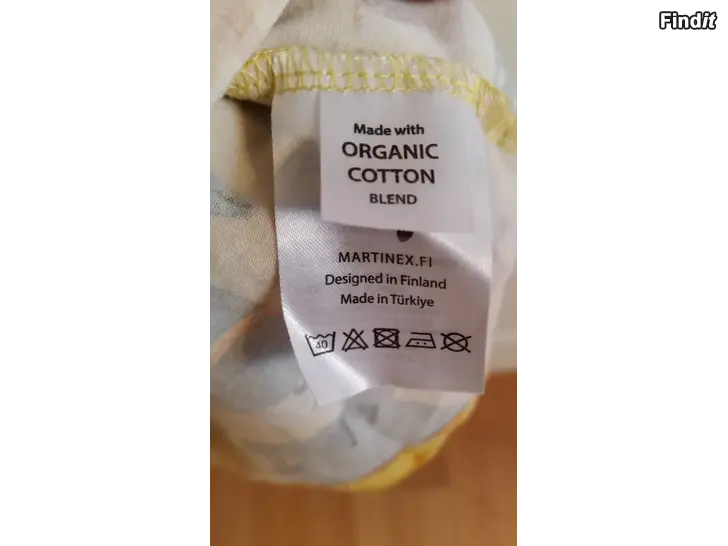 Findit
Made with
ORGANIC
COTTON
BLEND
MARTINEX.FI
Designed in Finland
Made in Türkiye
40